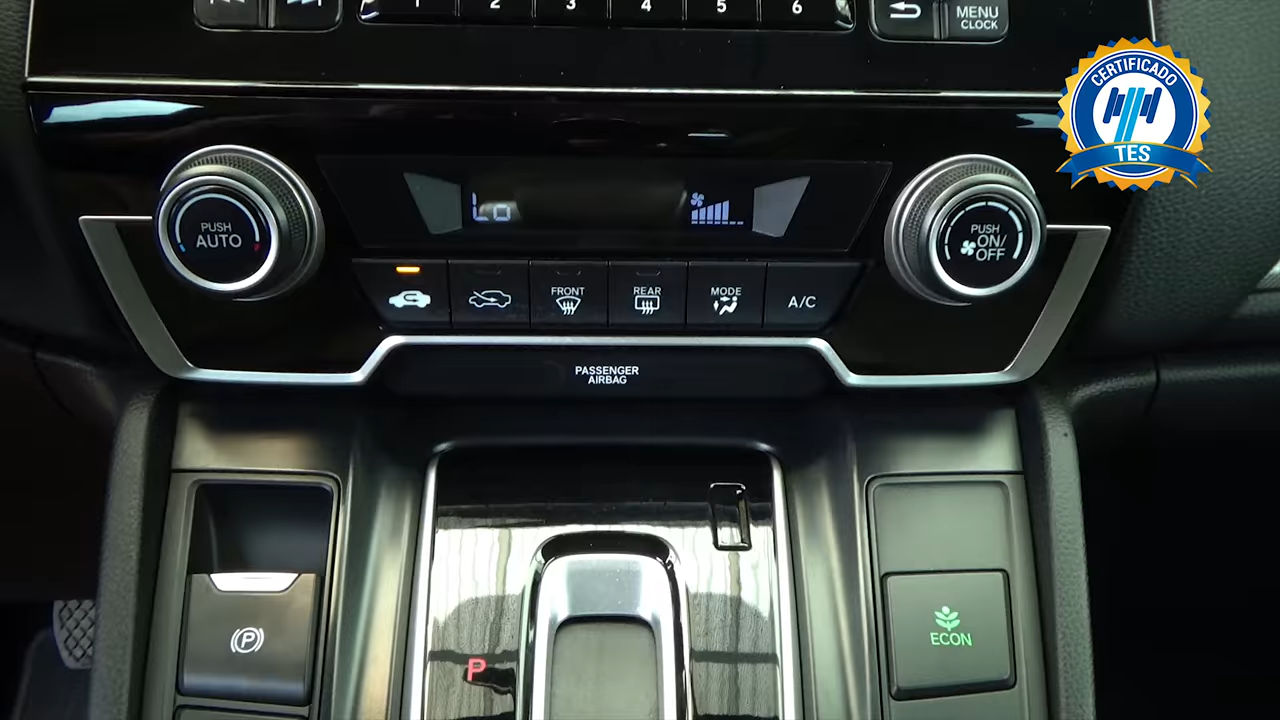 1 2 3 4 5 6
MENU
CLOCK
CERTIFICADO
TES
PUSH
AUTO
Lo
PUSH
ON/
OFF
FRONT
REAR
MODE
A/C
PASSENGER
AIRBAG
P
ECON
P